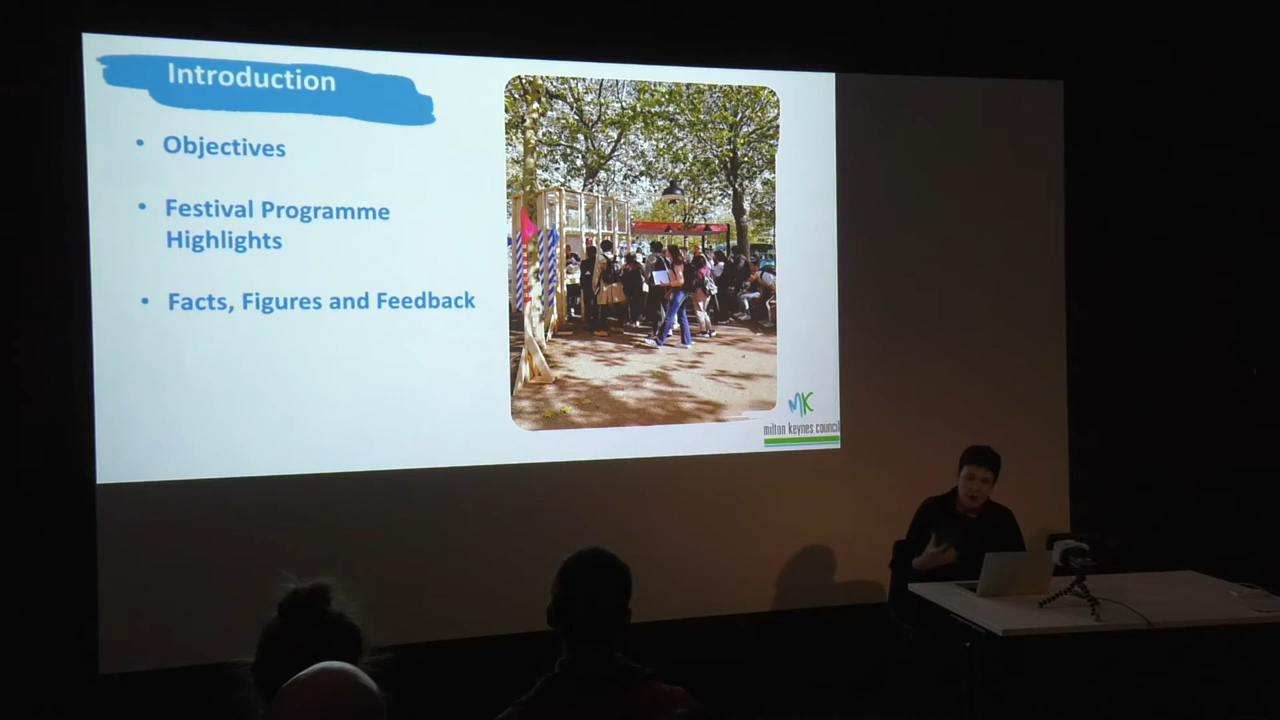 Introduction
• Objectives
• Festival Programme
Highlights
• Facts, Figures and Feedback
MK
milton keynes council